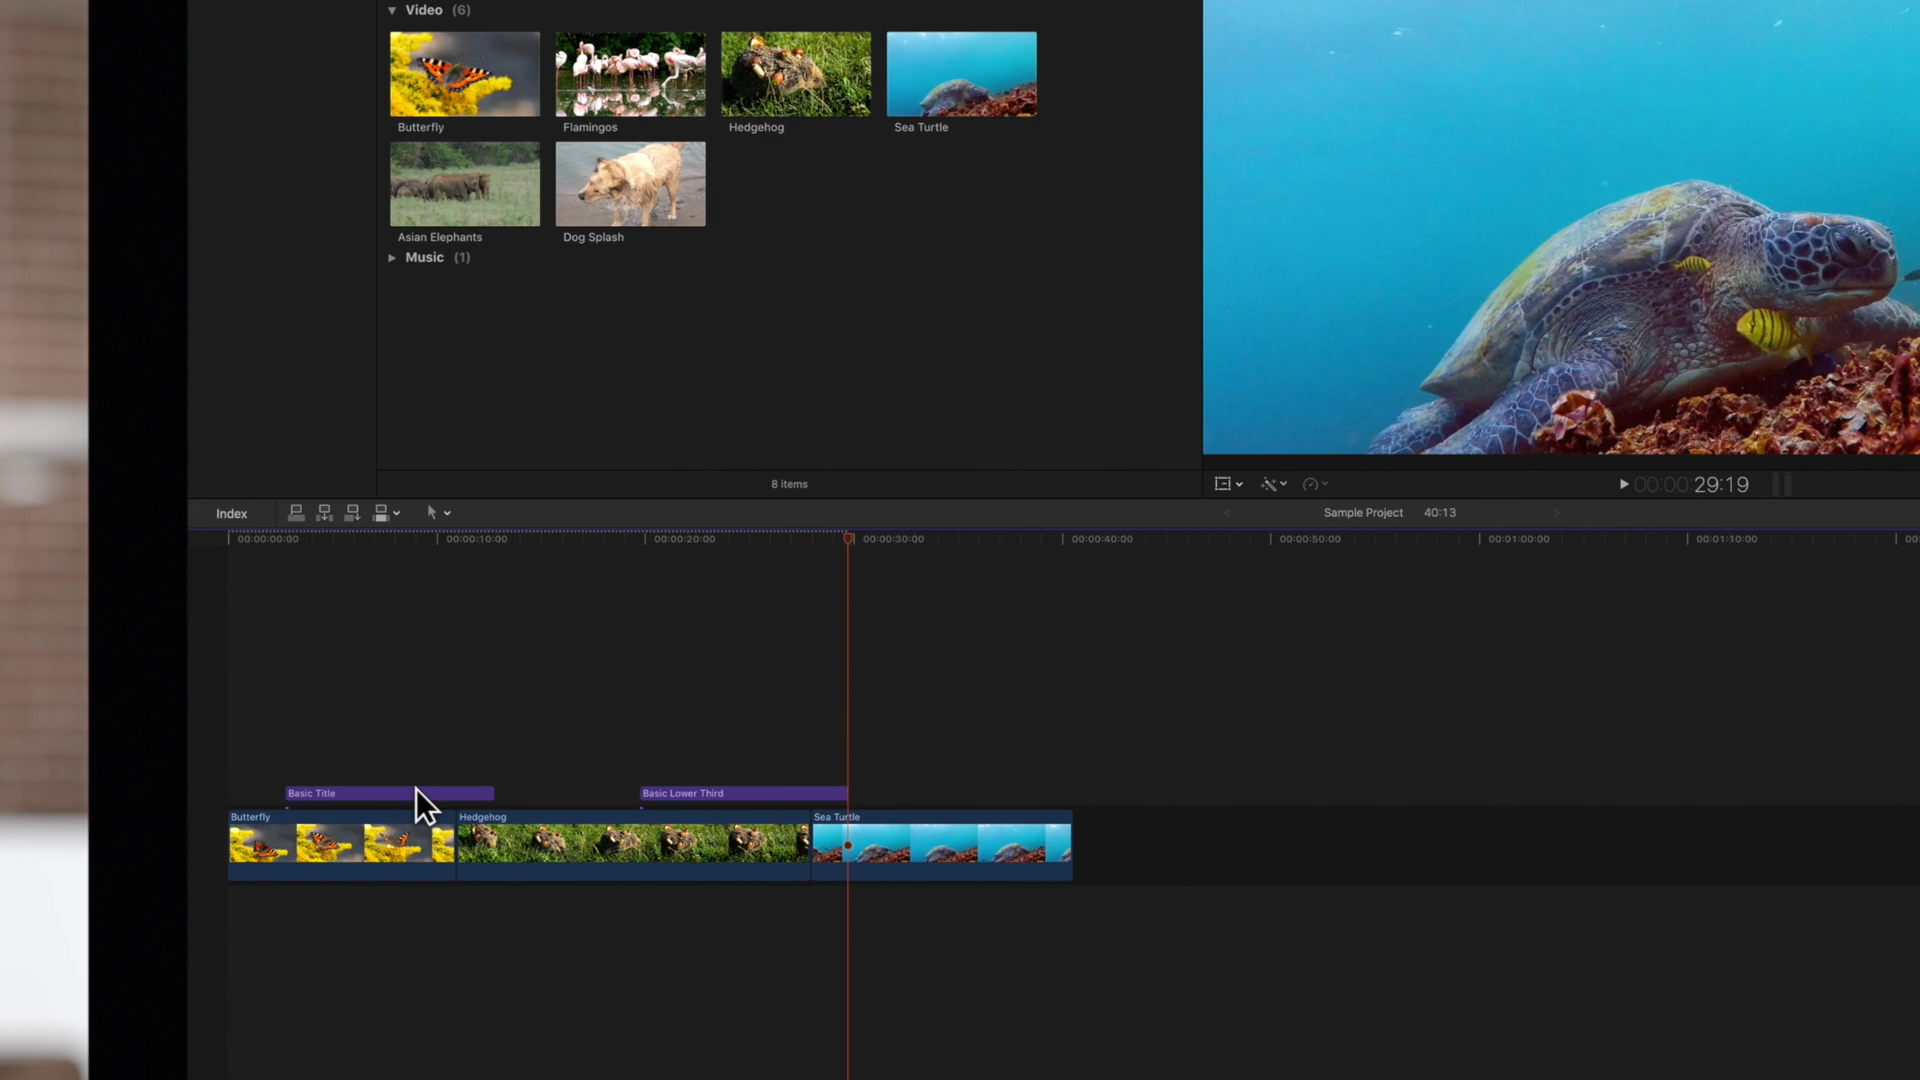 Video (6)
Butterfly
Flamingos
Hedgehog
Sea Turtle
Asian Elephants
Dog Splash
Music (1)
8 items
00:00:29:19
Index
Sample Project 40:13
00:00:00:00
00:00:10:00
00:00:20:00
00:00:30:00
00:00:40:00
00:00:50:00
00:01:00:00
00:01:10:00
00:
Basic Title
Basic Lower Third
Butterfly
Hedgehog
Sea Turtle